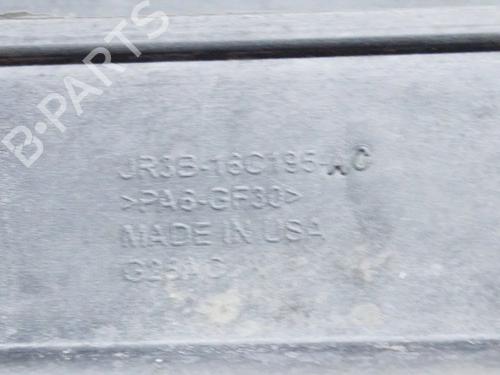 B-PARTS
JR3B-16C195-AC
>PA6-GF30<
MADE IN USA